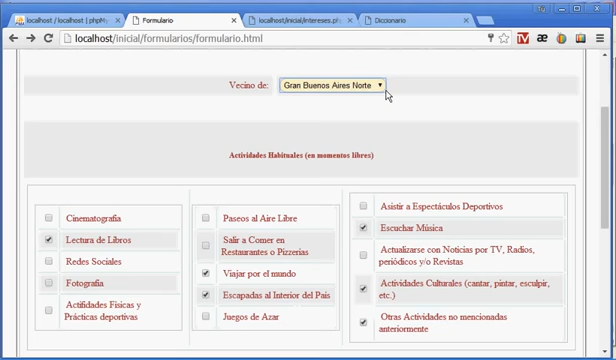 localhost / localhost | phpMy
Formulario
localhost/inicial/intereses.ph
Diccionario
localhost/inicial/formularios/formulario.html
Vecino de:
Gran Buenos Aires Norte
Actividades Habituales (en momentos libres)
Cinematografía
Lectura de Libros
Redes Sociales
Fotografía
Actifidades Físicas y
Prácticas deportivas
Paseos al Aire Libre
Salir a Comer en
Restaurantes o Pizzerias
Viajar por el mundo
Escapadas al Interior del País
Juegos de Azar
Asistir a Espectáculos Deportivos
Escuchar Música
Actualizarse con Noticias por TV, Radios,
periódicos y/o Revistas
Actividades Culturales (cantar, pintar, esculpir,
etc.)
Otras Actividades no mencionadas
anteriormente